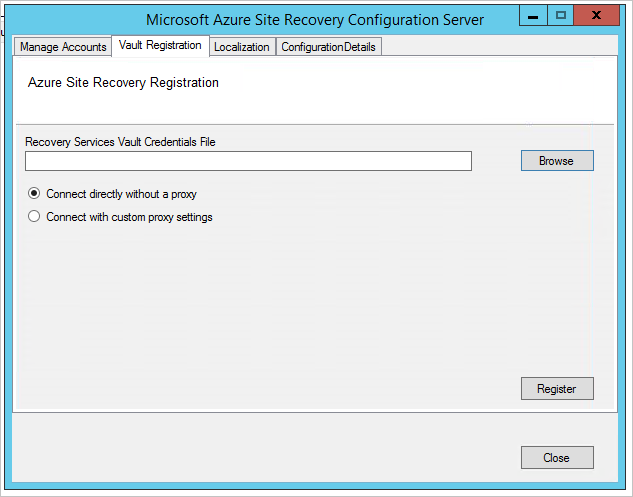 Microsoft Azure Site Recovery Configuration Server
Manage Accounts
Vault Registration
Localization
ConfigurationDetails
Azure Site Recovery Registration
Recovery Services Vault Credentials File
Browse
Connect directly without a proxy
Connect with custom proxy settings
Register
Close